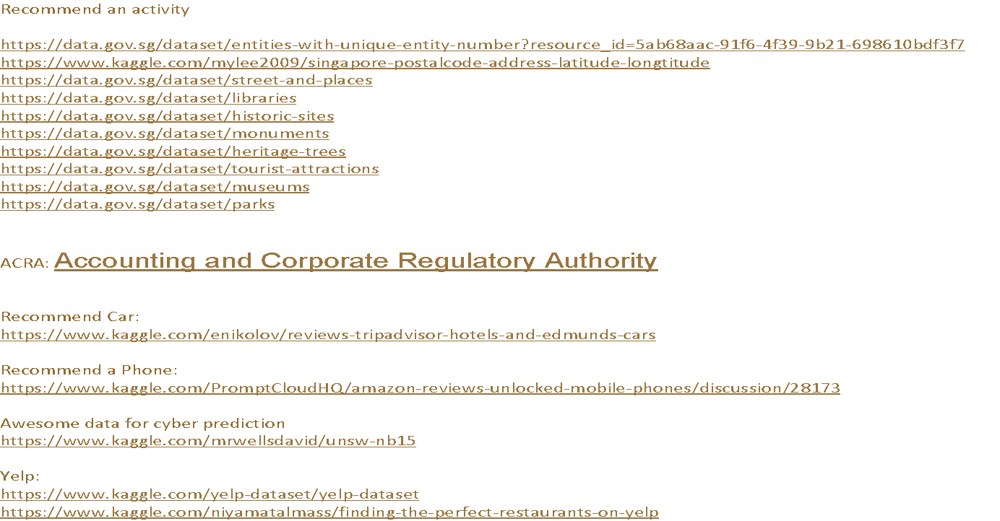 Recommend an activity
https://data.gov.sg/dataset/entities-with-unique-entity-number?resource_id=5ab68aac-91f6-4f39-9b21-698610bdf3f7
https://www.kaggle.com/mylee2009/singapore-postalcode-address-latitude-longtitude
https://data.gov.sg/dataset/street-and-places
https://data.gov.sg/dataset/libraries
https://data.gov.sg/dataset/historic-sites
https://data.gov.sg/dataset/monuments
https://data.gov.sg/dataset/heritage-trees
https://data.gov.sg/dataset/tourist-attractions
https://data.gov.sg/dataset/museums
https://data.gov.sg/dataset/parks
ACRA: Accounting and Corporate Regulatory Authority
Recommend Car:
https://www.kaggle.com/enikolov/reviews-tripadvisor-hotels-and-edmunds-cars
Recommend a Phone:
https://www.kaggle.com/PromptCloudHQ/amazon-reviews-unlocked-mobile-phones/discussion/28173
Awesome data for cyber prediction
https://www.kaggle.com/mrwellsdavid/unsw-nb15
Yelp:
https://www.kaggle.com/yelp-dataset/yelp-dataset
https://www.kaggle.com/niyamatalmass/finding-the-perfect-restaurants-on-yelp